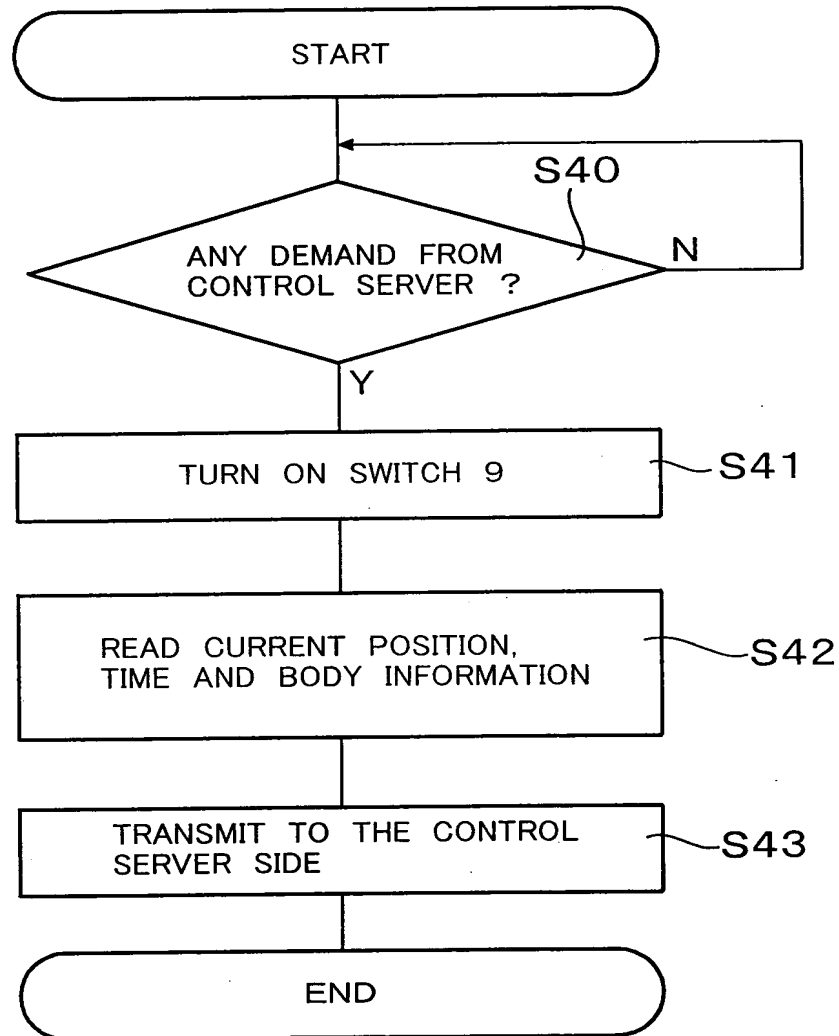 START
S40
ANY DEMAND FROM
CONTROL SERVER ?
N
Y
TURN ON SWITCH 9
S41
READ CURRENT POSITION,
TIME AND BODY INFORMATION
S42
TRANSMIT TO THE CONTROL
SERVER SIDE
S43
END